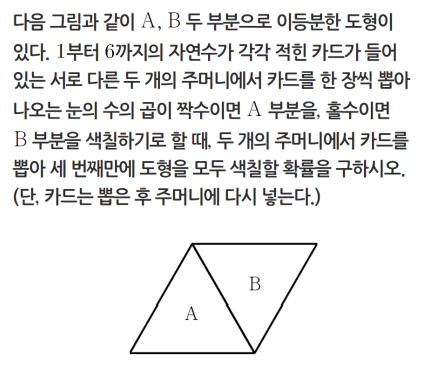 다음 그림과 같이 A, B 두 부분으로 이등분한 도형이
있다. 1부터 6까지의 자연수가 각각 적힌 카드가 들어
있는 서로 다른 두 개의 주머니에서 카드를 한 장씩 뽑아
나오는 눈의 수의 곱이 짝수이면 A 부분을, 홀수이면
B 부분을 색칠하기로 할 때, 두 개의 주머니에서 카드를
뽑아 세 번째만에 도형을 모두 색칠할 확률을 구하시오.
(단, 카드는 뽑은 후 주머니에 다시 넣는다.)
B
A